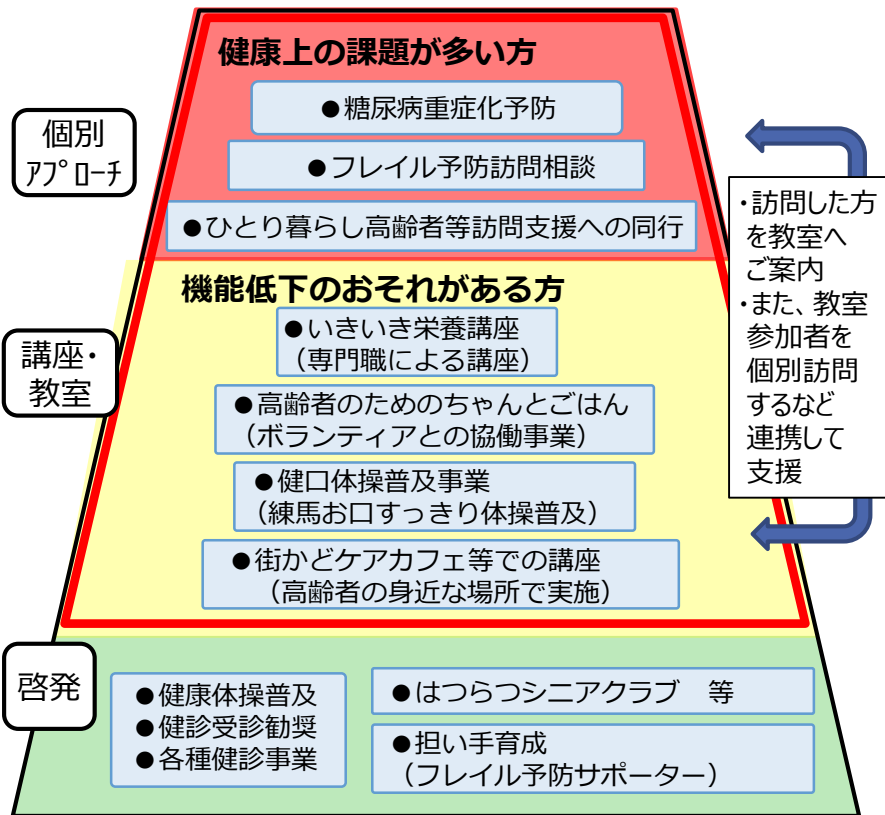 健康上の課題が多い方
個別
アプローチ
●糖尿病重症化予防
●フレイル予防訪問相談
●ひとり暮らし高齢者等訪問支援への同行
機能低下のおそれがある方
講座・
教室
●いきいき栄養講座
(専門職による講座)
●高齢者のためのちゃんとごはん
(ボランティアとの協働事業)
●健口体操普及事業
(練馬お口すっきり体操普及)
●街かどケアカフェ等での講座
(高齢者の身近な場所で実施)
・訪問した方
を教室へ
ご案内
・また、教室
参加者を
個別訪問
するなど
連携して
支援
啓発
●健康体操普及
●健診受診勧奨
●各種健診事業
●はつらつシニアクラブ 等
●担い手育成
(フレイル予防サポーター)